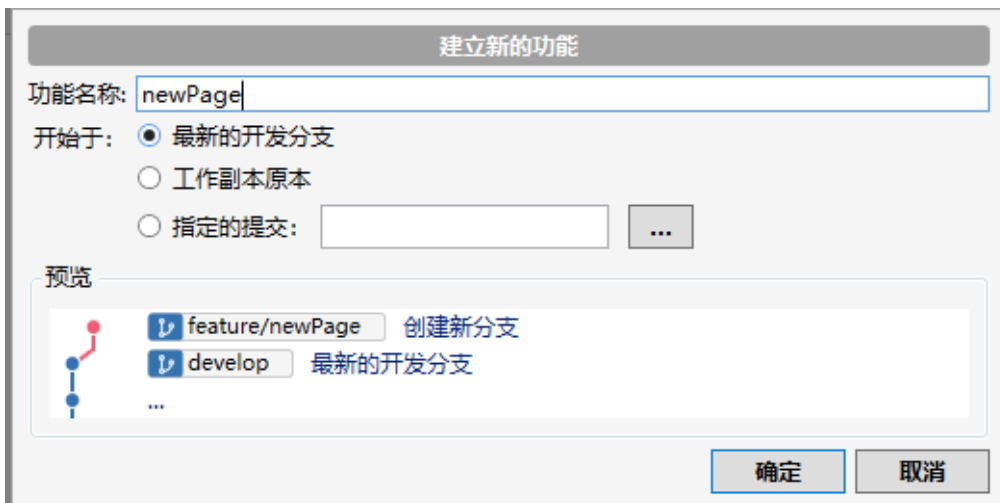 建立新的功能
功能名称: newPage
开始于: 最新的开发分支
工作副本原本
指定的提交: ...
预览
feature/newPage 创建新分支
develop 最新的开发分支
...
确定 取消